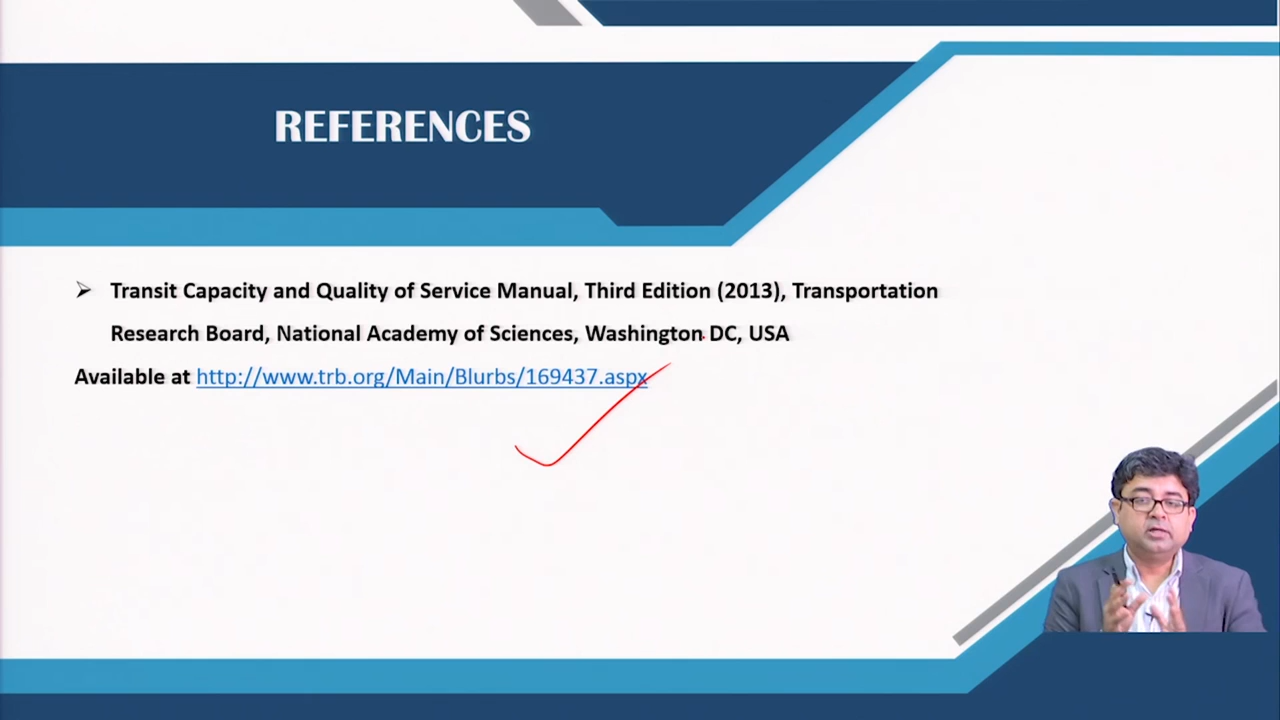 REFERENCES
➢ Transit Capacity and Quality of Service Manual, Third Edition (2013), Transportation
Research Board, National Academy of Sciences, Washington DC, USA
Available at http://www.trb.org/Main/Blurbs/169437.aspx